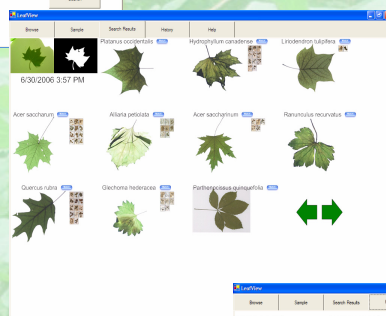 Search
LeafView
Browse Sample Search Results History Help
Platanus occidentalis Hydrophyllum canadense Liriodendron tulipifera
6/30/2006 3:57 PM
Acer saccharum Alliaria petiolata Acer saccharinum Ranunculus recurvatus
Quercus rubra Glechoma hederacea Parthenocissus quinquefolia
LeafView
Browse Sample Search Results